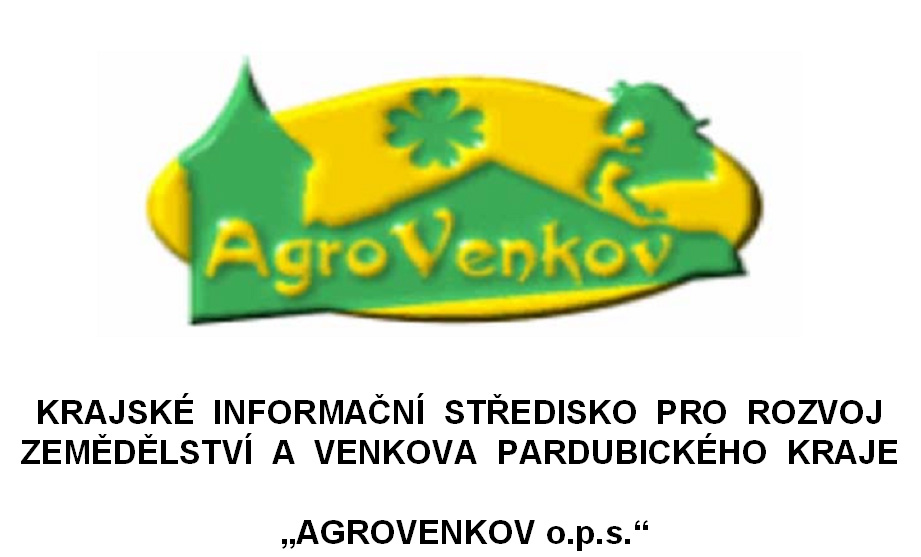 AgroVenkov
KRAJSKÉ INFORMAČNÍ STŘEDISKO PRO ROZVOJ
ZEMĚDĚLSTVÍ A VENKOVA PARDUBICKÉHO KRAJE
„AGROVENKOV o.p.s.“